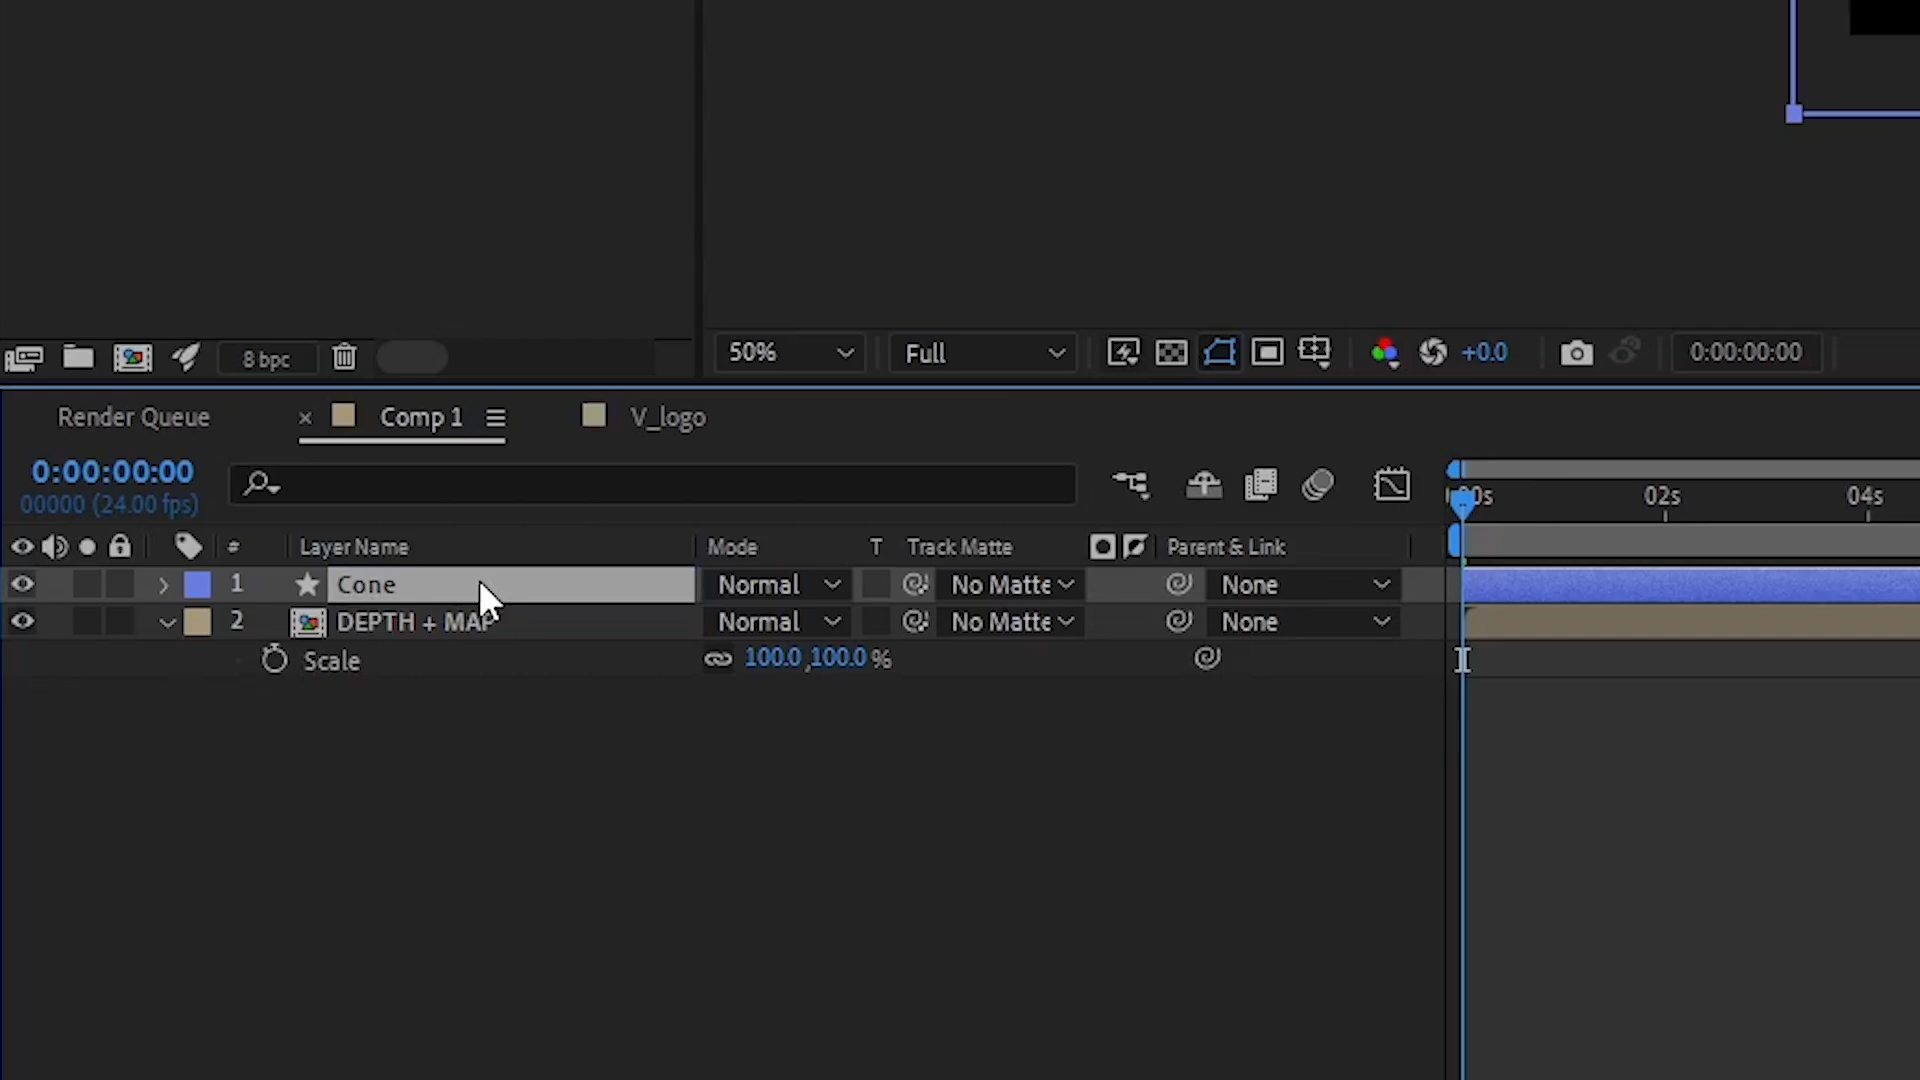 8 bpc
50% Full +0.0 0:00:00:00
Render Queue × Comp 1 V_logo
0:00:00:00
00000 (24.00 fps)
02s 04s
# Layer Name Mode T Track Matte Parent & Link
1 Cone Normal No Matte None
2 DEPTH + MAP Normal No Matte None
Scale 100.0,100.0%